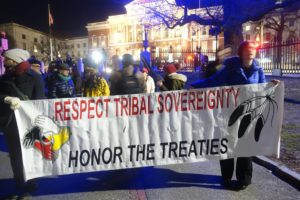 RESPECT TRIBAL SOVEREIGNTY
HONOR THE TREATIES